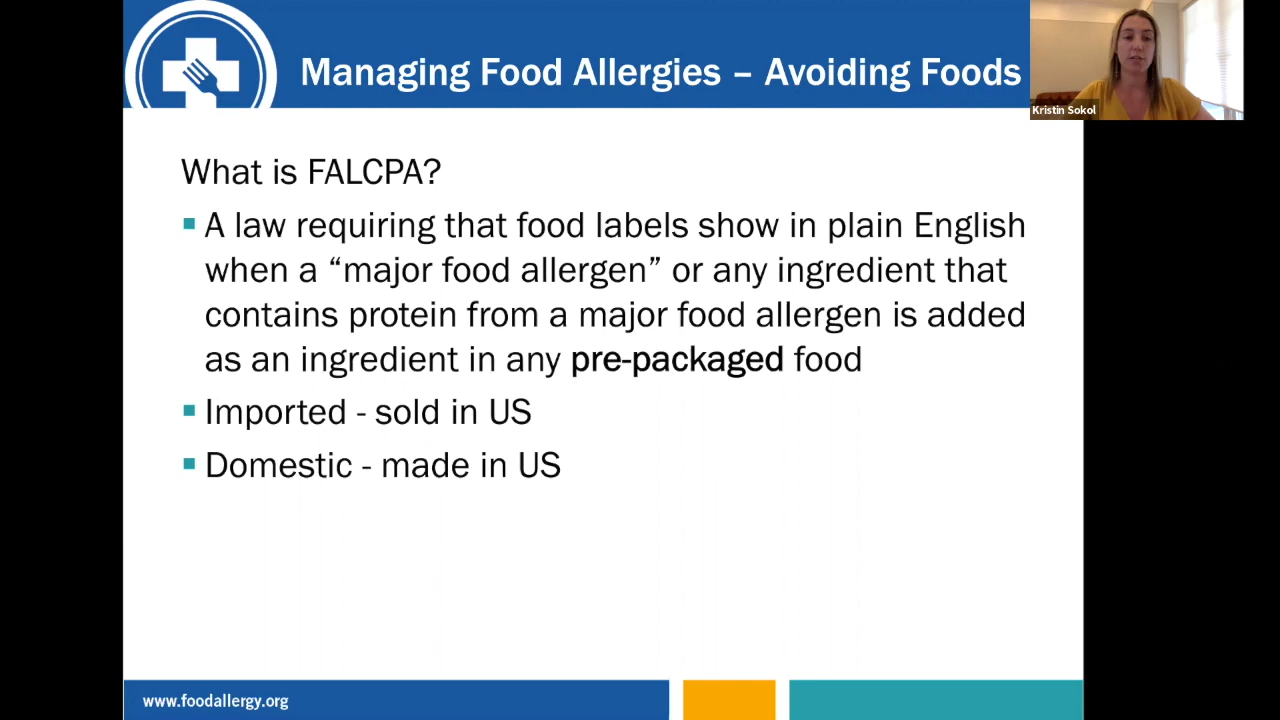 Managing Food Allergies – Avoiding Foods
Kristin Sokol
What is FALCPA?
A law requiring that food labels show in plain English
when a “major food allergen” or any ingredient that
contains protein from a major food allergen is added
as an ingredient in any pre-packaged food
Imported - sold in US
Domestic - made in US
www.foodallergy.org